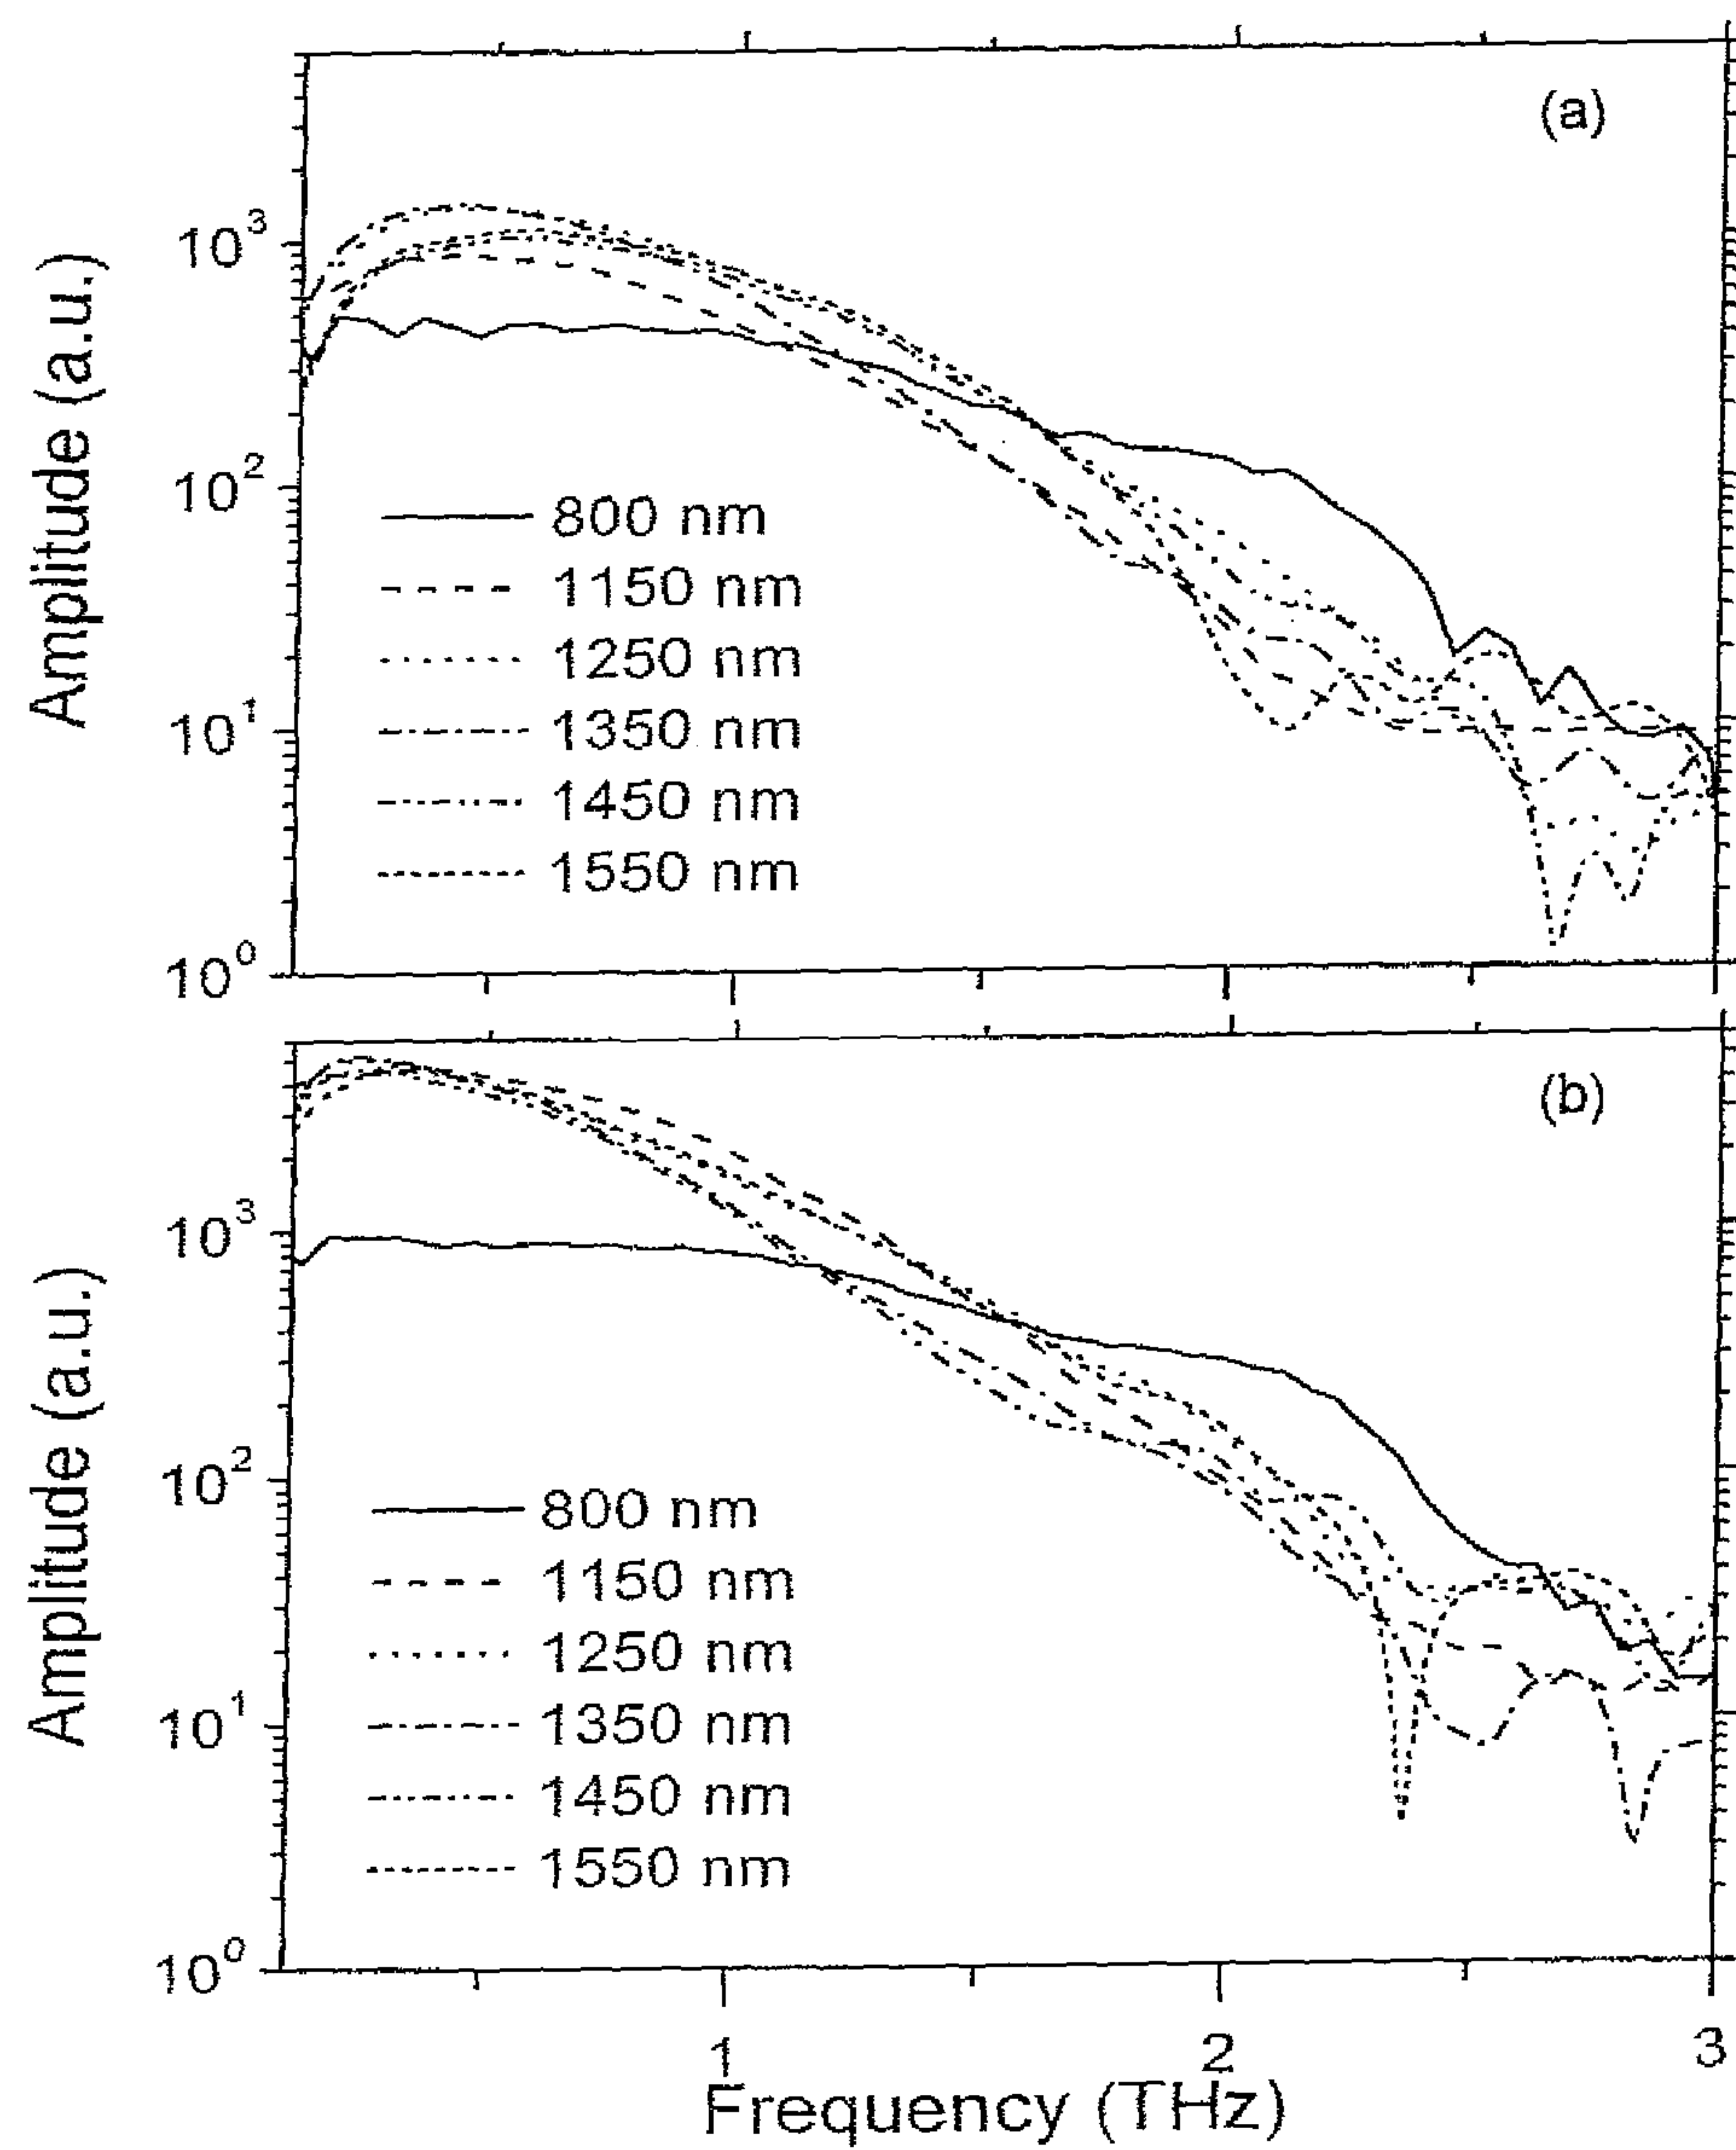 (a)
Amplitude (a.u.)
10³
10²
10¹
10⁰
800 nm
1150 nm
1250 nm
1350 nm
1450 nm
1550 nm
(b)
Amplitude (a.u.)
10³
10²
10¹
10⁰
800 nm
1150 nm
1250 nm
1350 nm
1450 nm
1550 nm
1 2 3
Frequency (THz)